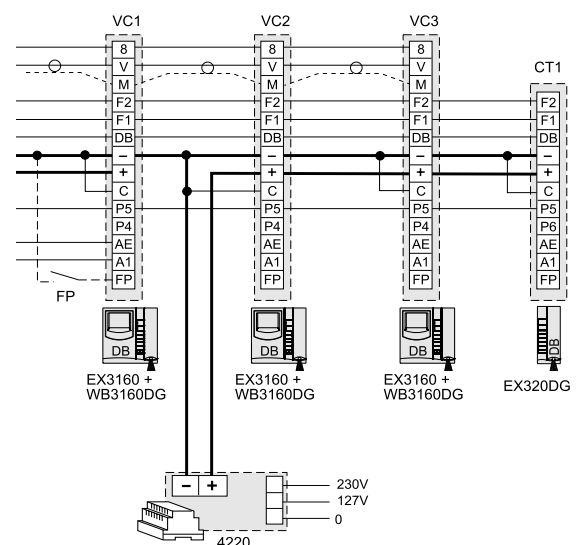 VC1 VC2 VC3
CT1
8 8 8
V V V
M M M
F2 F2 F2 F2
F1 F1 F1 F1
DB DB DB DB
– – – –
+ + + +
C C C C
P5 P5 P5 P5
P4 P4 P4 P6
AE AE AE AE
A1 A1 A1 A1
FP FP FP FP
FP
DB DB DB DB
EX3160 +
WB3160DG
EX3160 +
WB3160DG
EX3160 +
WB3160DG
EX320DG
– +
230V
127V
0
4220